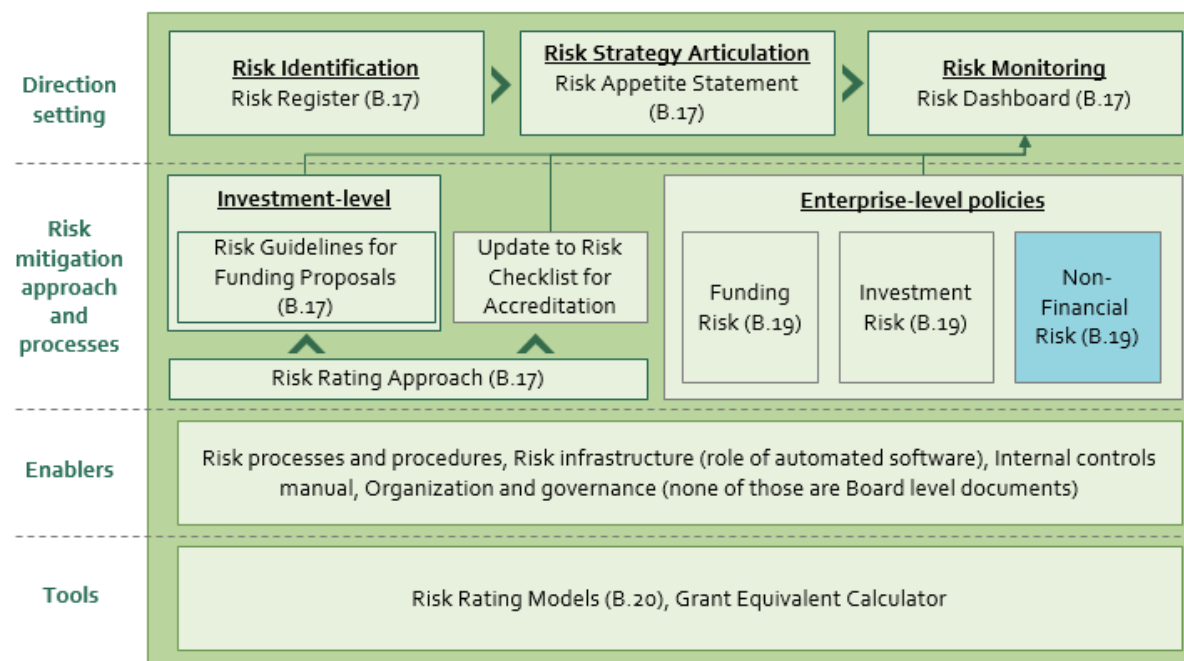 Direction
setting
Risk Identification
Risk Register (B.17)
Risk Strategy Articulation
Risk Appetite Statement
(B.17)
Risk Monitoring
Risk Dashboard (B.17)
Risk
mitigation
approach
and
processes
Investment-level
Risk Guidelines for
Funding Proposals
(B.17)
Update to Risk
Checklist for
Accreditation
Risk Rating Approach (B.17)
Enterprise-level policies
Funding
Risk (B.19)
Investment
Risk (B.19)
Non-
Financial
Risk (B.19)
Enablers
Risk processes and procedures, Risk infrastructure (role of automated software), Internal controls
manual, Organization and governance (none of those are Board level documents)
Tools
Risk Rating Models (B.20), Grant Equivalent Calculator